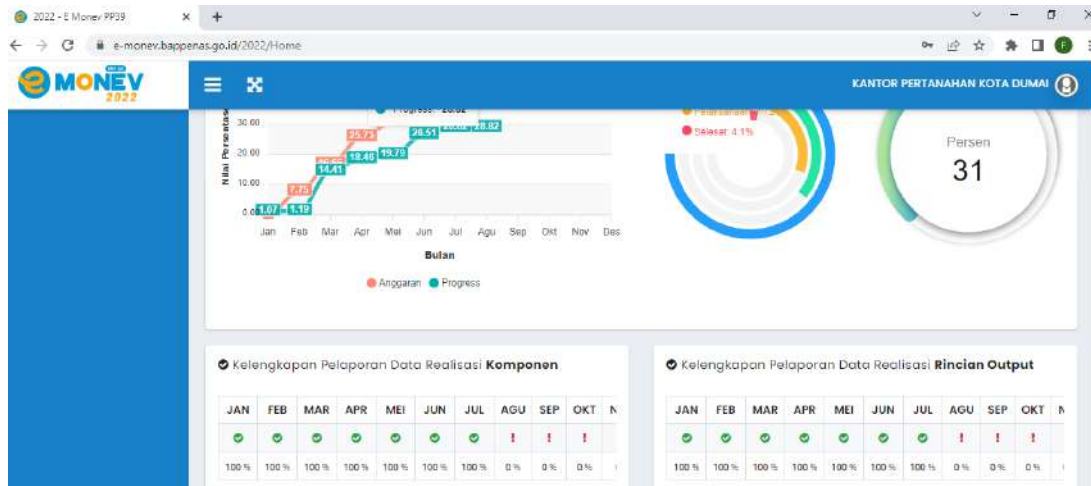 2022 - E Monev PP39
e-monev.bappenas.go.id/2022/Home
F
e MONEV
2022
KANTOR PERTANAHAN KOTA DUMAI
Nilai Persentase
30.00
20.00
10.00
0.00
1.07
1.19
7.75
14.41
25.73
18.46
19.79
26.51
28.82
Jan Feb Mar Apr Mei Jun Jul Agu Sep Okt Nov Des
Bulan
Anggaran Progress
Selesai: 4.1%
Persen
31
Kelengkapan Pelaporan Data Realisasi Komponen
JAN FEB MAR APR MEI JUN JUL AGU SEP OKT N
! ! !
100 % 100 % 100 % 100 % 100 % 100 % 100 % 0 % 0 % 0 %
Kelengkapan Pelaporan Data Realisasi Rincian Output
JAN FEB MAR APR MEI JUN JUL AGU SEP OKT N
! ! !
100 % 100 % 100 % 100 % 100 % 100 % 100 % 0 % 0 % 0 %